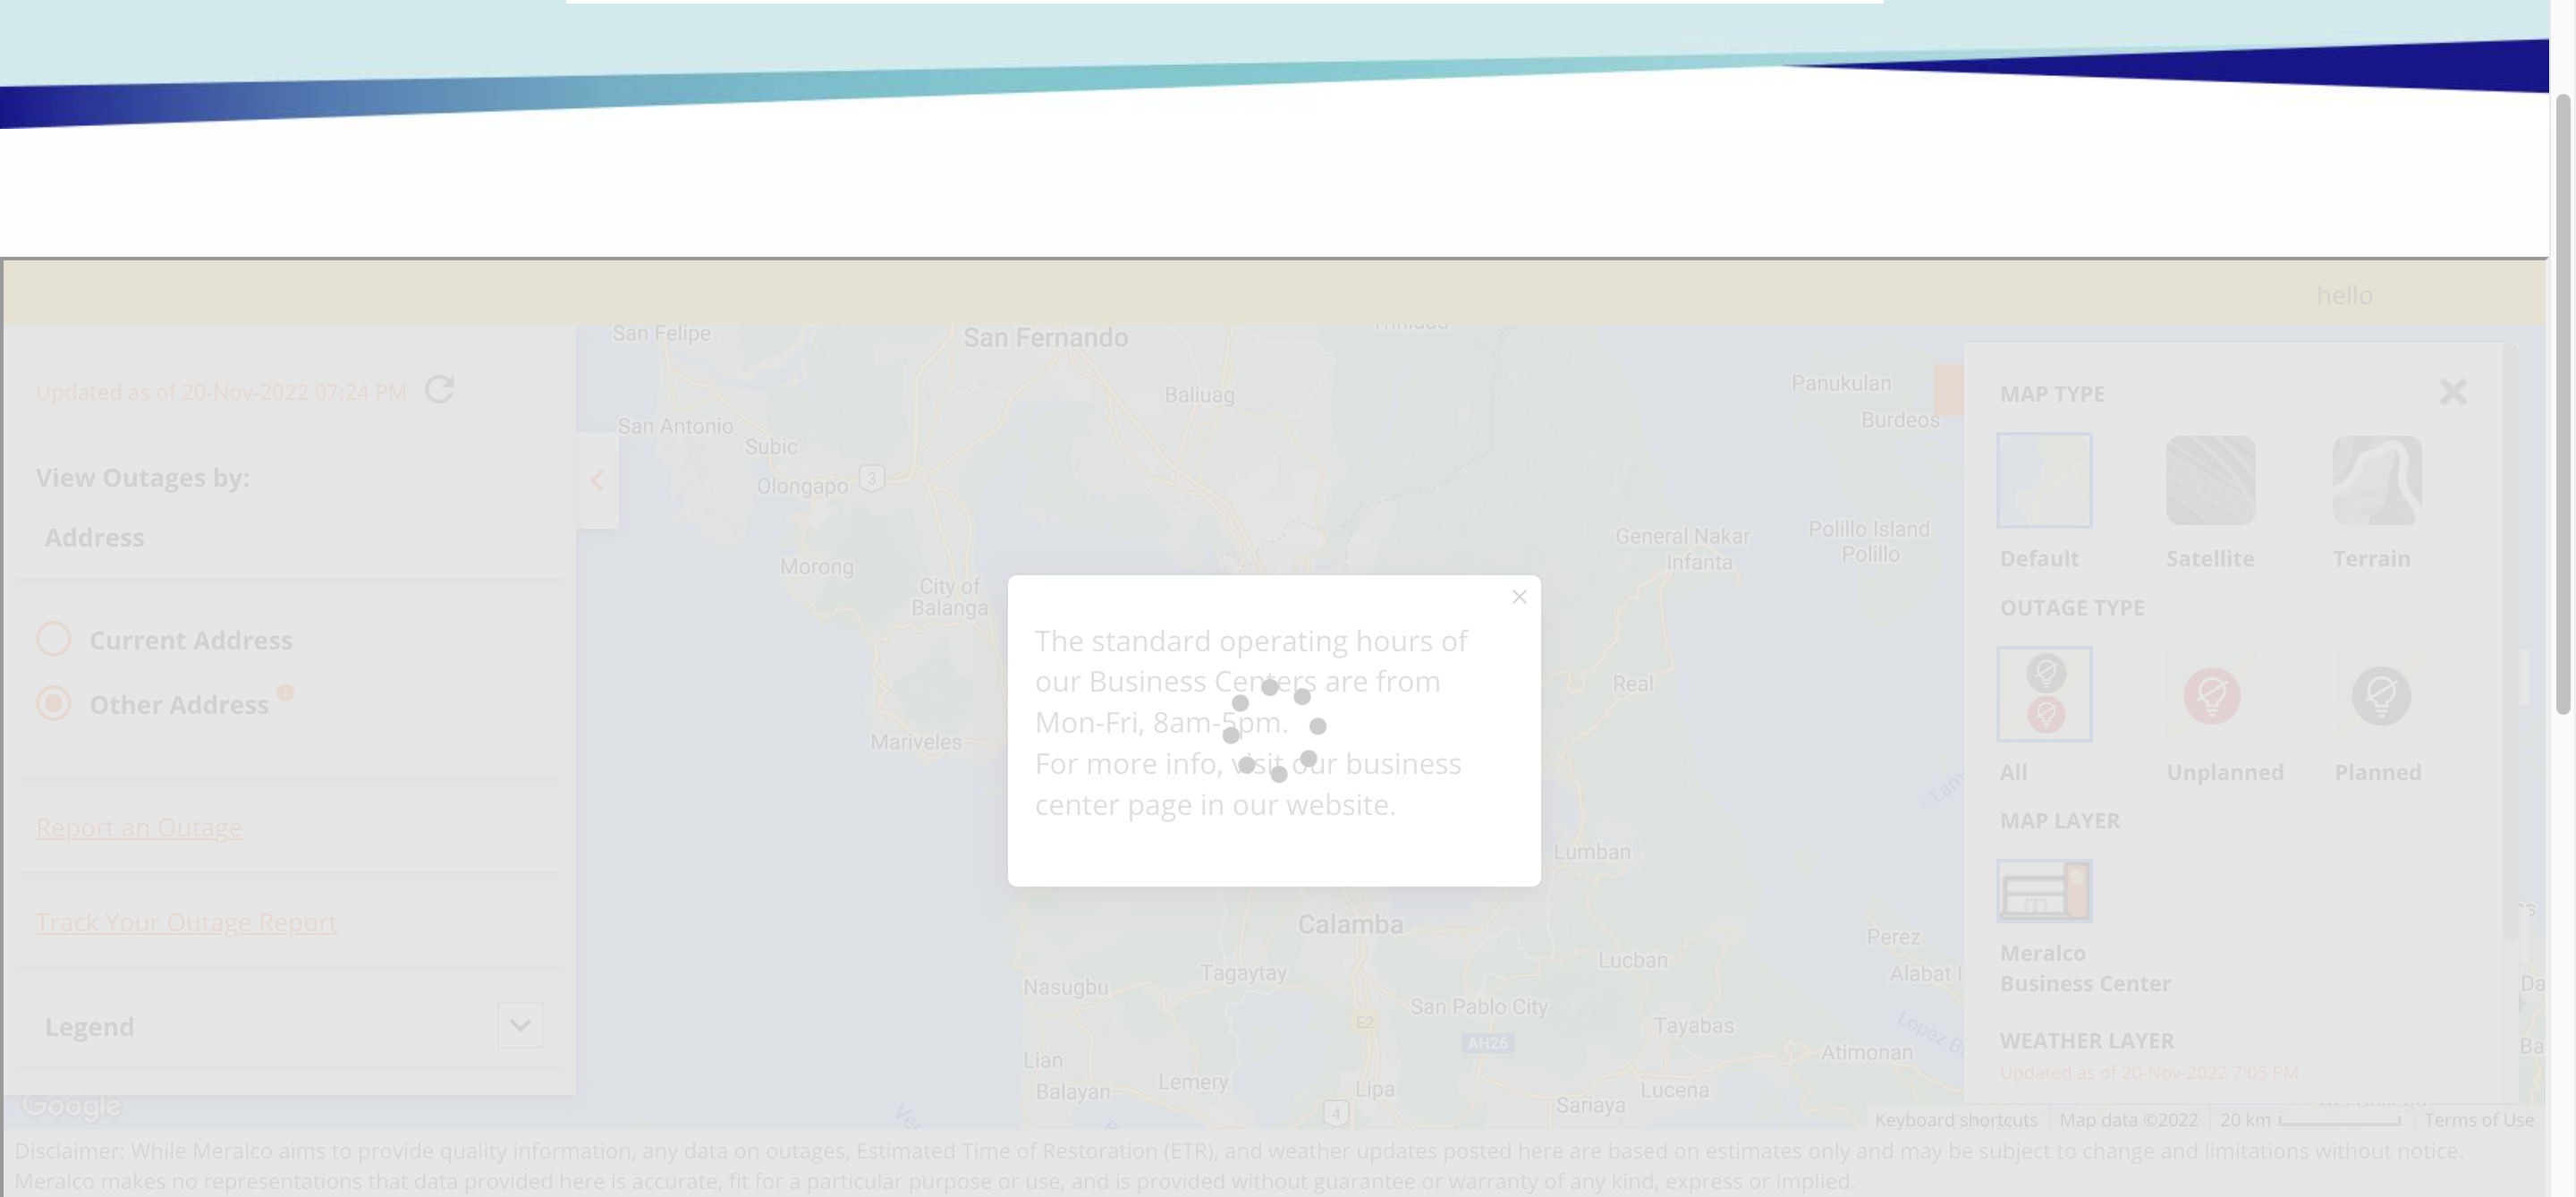 hello
Updated as of 20-Nov-2022 07:24 PM
View Outages by:
Address
Current Address
Other Address
Report an Outage
Track Your Outage Report
Legend
San Felipe
San Fernando
Baliuag
San Antonio
Subic
Olongapo
3
Morong
City of
Balanga
Mariveles
Panukulan
Burdeos
General Nakar
Infanta
Polillo Island
Polillo
Real
Lumban
Calamba
Tagaytay
Nasugbu
Lucban
San Pablo City
E2
AH26
Tayabas
Perez
Alabat I
Atimonan
Lian
Balayan
Lemery
Lipa
4
Lucena
Sariaya
The standard operating hours of
our Business Centers are from
Mon-Fri, 8am-5pm.
For more info, visit our business
center page in our website.
MAP TYPE
Default
Satellite
Terrain
OUTAGE TYPE
All
Unplanned
Planned
MAP LAYER
Meralco
Business Center
WEATHER LAYER
Updated as of 20-Nov-2022 7:05 PM
Google
Keyboard shortcuts
Map data ©2022
20 km
Terms of Use
Disclaimer: While Meralco aims to provide quality information, any data on outages, Estimated Time of Restoration (ETR), and weather updates posted here are based on estimates only and may be subject to change and limitations without notice.
Meralco makes no representations that data provided here is accurate, fit for a particular purpose or use, and is provided without guarantee or warranty of any kind, express or implied.